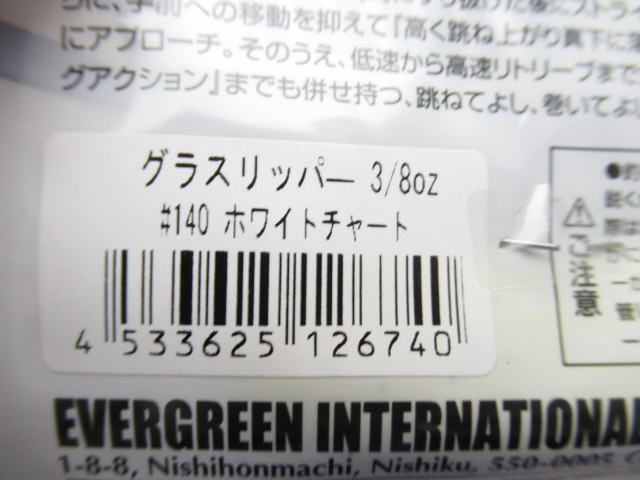 に、手前への移動を抑えて『高く跳ね上がり真下に
にアプローチ。そのうえ、低速から高速リトリーブまで
グアクション』までも併せ持つ、跳ねてよし、巻いてよ
グラスリッパー 3/8oz
#140 ホワイトチャート
4 533625 126740
ご注意
EVERGREEN INTERNATIONAL
1-8-8, Nishihonmachi, Nishiku, 550-0005